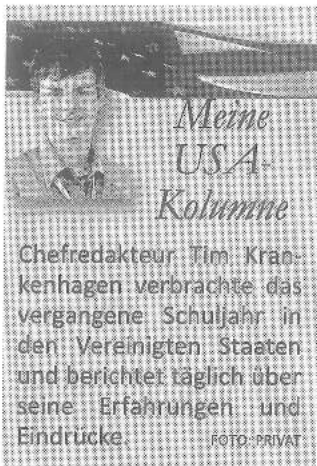 Meine
USA-
Kolumne
Chefredakteur Tim Kran-
kenhagen verbrachte das
vergangene Schuljahr in
den Vereinigten Staaten
und berichtet täglich über
seine Erfahrungen und
Eindrücke. FOTO: PRIVAT